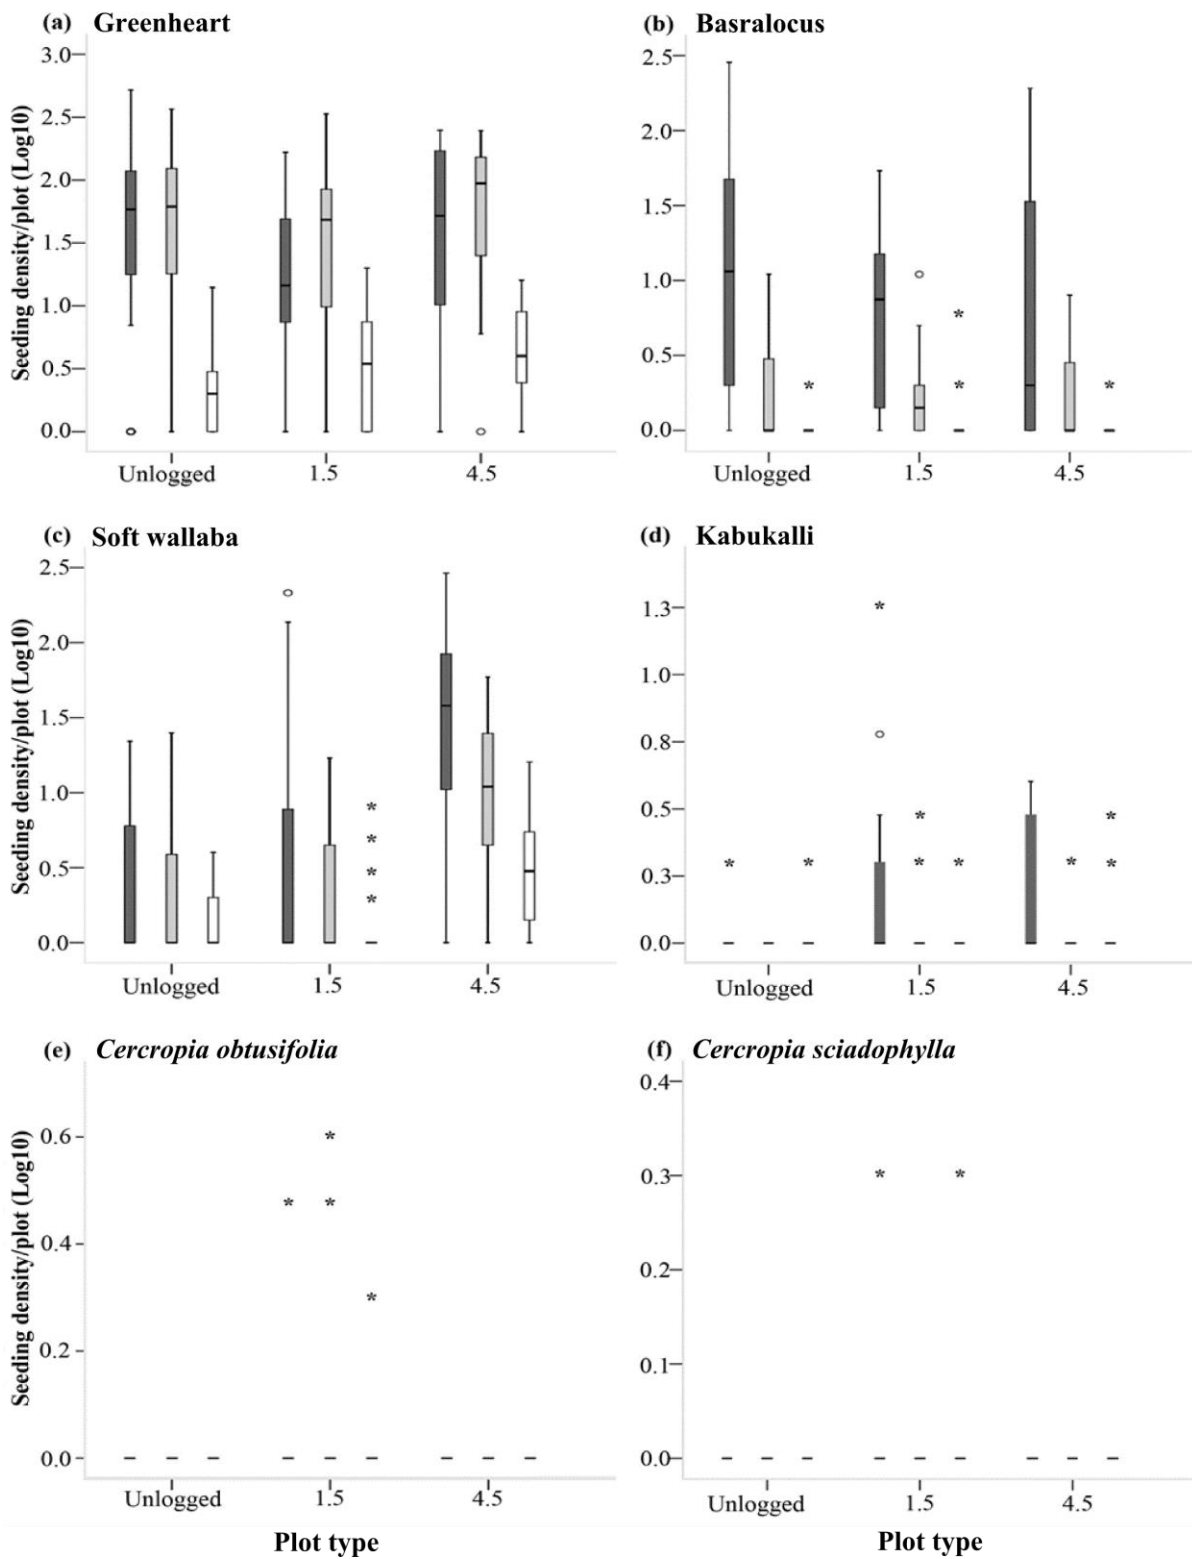 (a) Greenheart
(b) Basralocus
Seeding density/plot (Log10)
3.0
2.5
2.0
1.5
1.0
0.5
0.0
Unlogged 1.5 4.5
2.5
2.0
1.5
1.0
0.5
0.0
Unlogged 1.5 4.5
(c) Soft wallaba
(d) Kabukalli
Seeding density/plot (Log10)
2.5
2.0
1.5
1.0
0.5
0.0
Unlogged 1.5 4.5
1.3
1.0
0.8
0.5
0.3
0.0
Unlogged 1.5 4.5
(e) Cercropia obtusifolia
(f) Cercropia sciadophylla
Seeding density/plot (Log10)
0.6
0.4
0.2
0.0
Unlogged 1.5 4.5
Plot type
0.4
0.3
0.2
0.1
0.0
Unlogged 1.5 4.5
Plot type